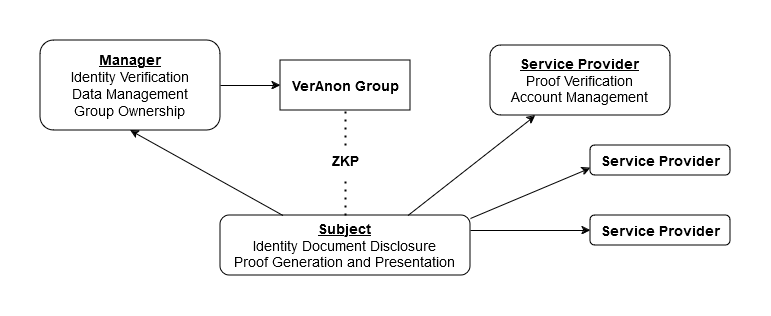 Manager
Identity Verification
Data Management
Group Ownership
VerAnon Group
Service Provider
Proof Verification
Account Management
ZKP
Service Provider
Subject
Identity Document Disclosure
Proof Generation and Presentation
Service Provider